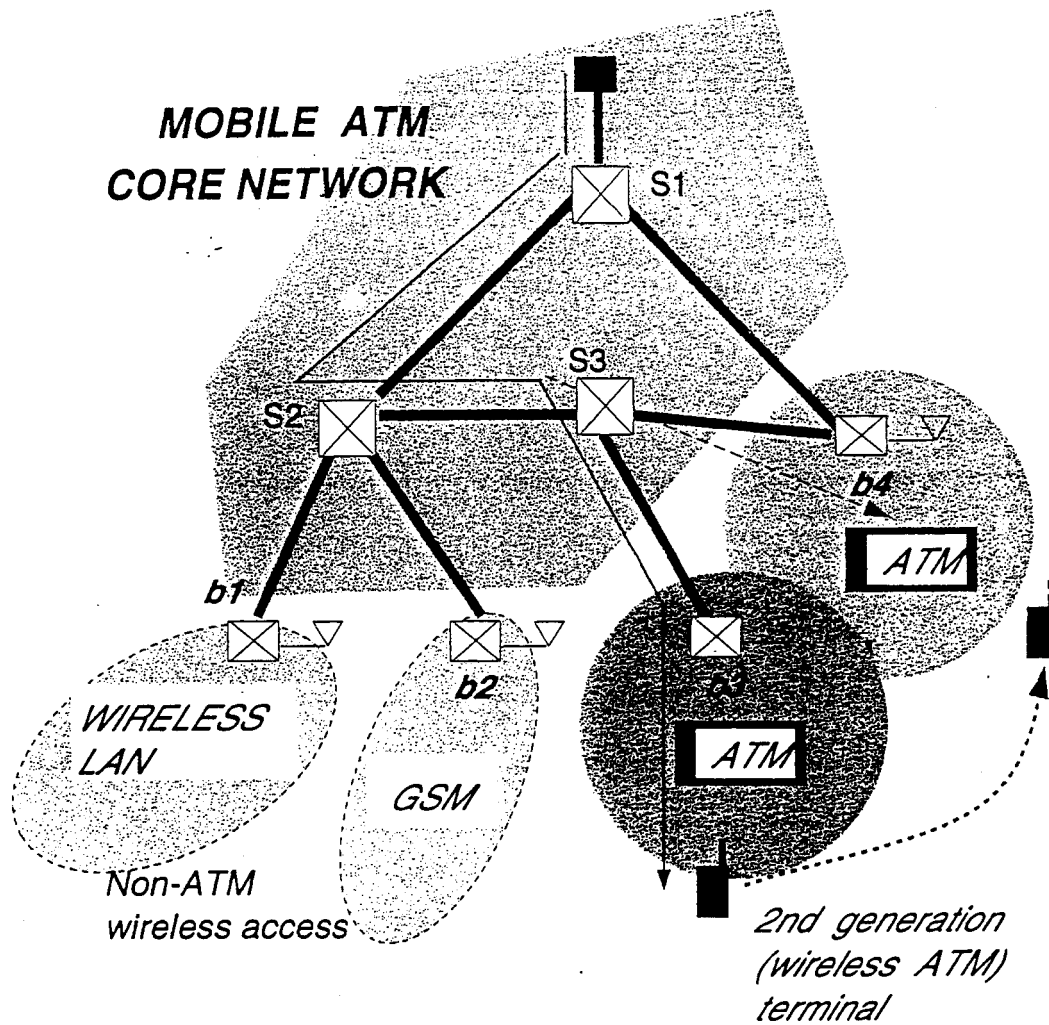 MOBILE ATM
CORE NETWORK
S1
S3
S2
b4
ATM
b1
b2
b3
WIRELESS
LAN
ATM
GSM
Non-ATM
wireless access
2nd generation
(wireless ATM)
terminal